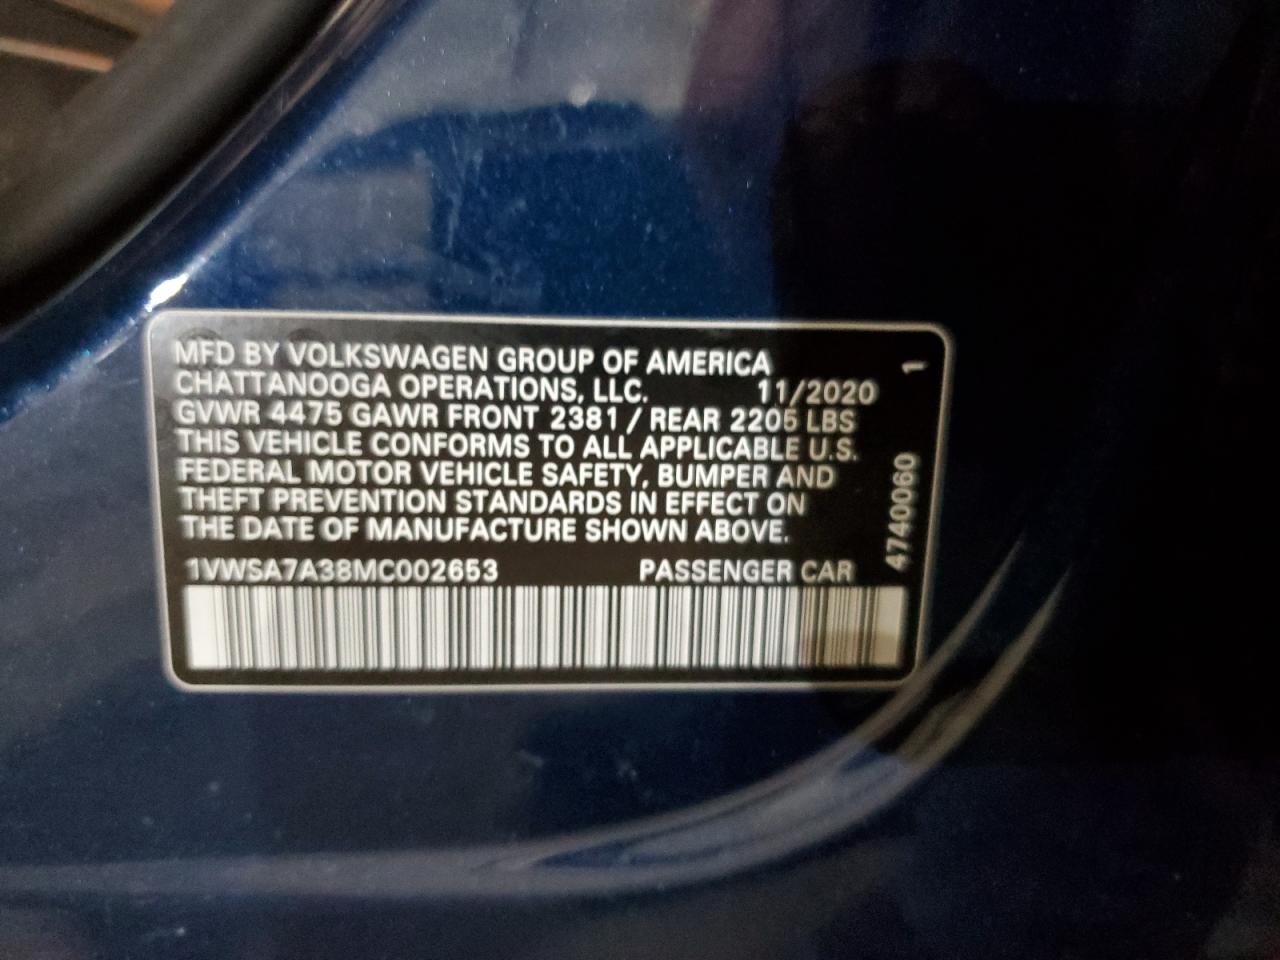 MFD BY VOLKSWAGEN GROUP OF AMERICA
CHATTANOOGA OPERATIONS, LLC. 11/2020
GVWR 4475 GAWR FRONT 2381 / REAR 2205 LBS
THIS VEHICLE CONFORMS TO ALL APPLICABLE U.S.
FEDERAL MOTOR VEHICLE SAFETY, BUMPER AND
THEFT PREVENTION STANDARDS IN EFFECT ON
THE DATE OF MANUFACTURE SHOWN ABOVE.
1VWSA7A38MC002653 PASSENGER CAR
4740060 1